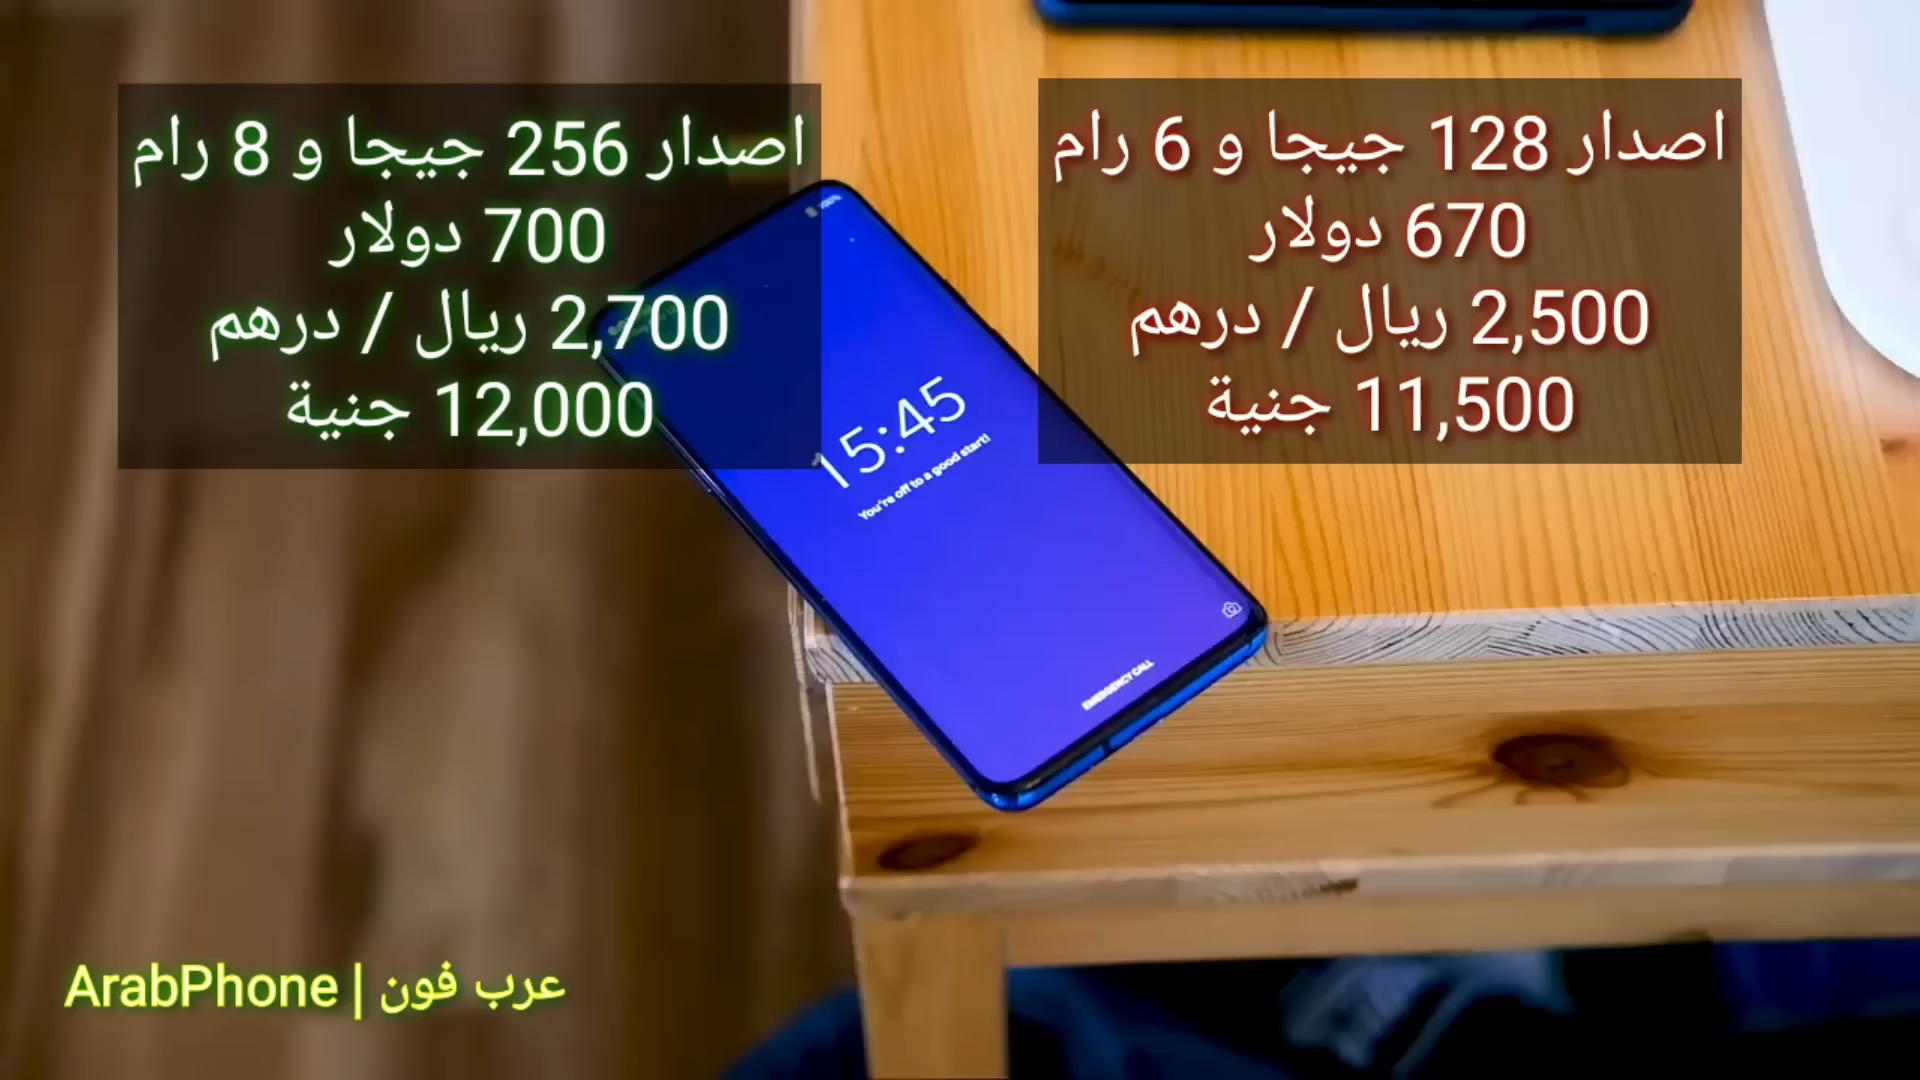 اصدار 128 جيجا و 6 رام
670 دولار
2,500 ريال / درهم
11,500 جنية
اصدار 256 جيجا و 8 رام
700 دولار
2,700 ريال / درهم
12,000 جنية
100%
15:45
You're off to a good start!
EMERGENCY CALL
ArabPhone | عرب فون